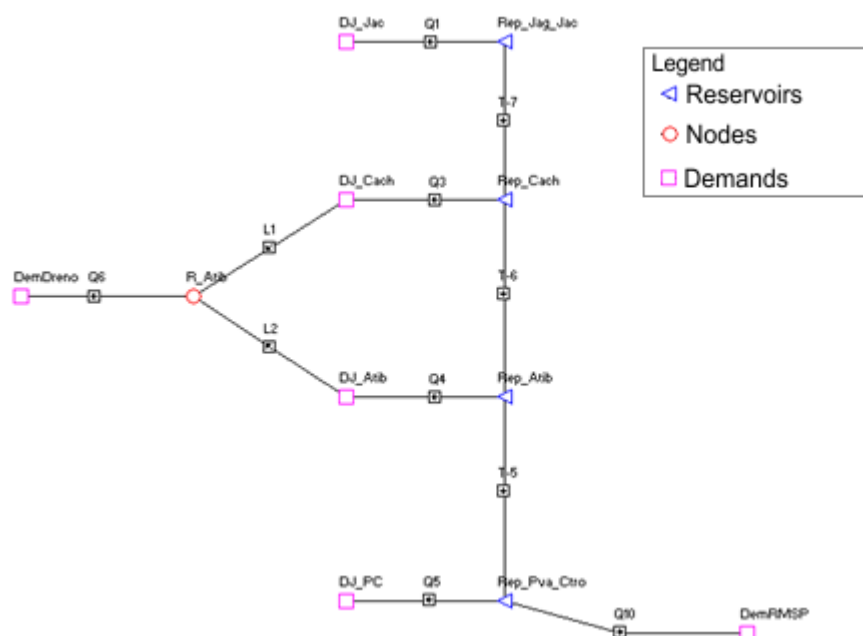 DJ_Jac Q1 Rep_Jag_Jac
Legend
Reservoirs
T-7
Nodes
DJ_Cach Q3 Rep_Cach
Demands
L1
DemDreno Q6 R_Atib
T-6
L2
DJ_Atib Q4 Rep_Atib
T-5
DJ_PC Q5 Rep_Pva_Ctro
Q10 DemRMSP